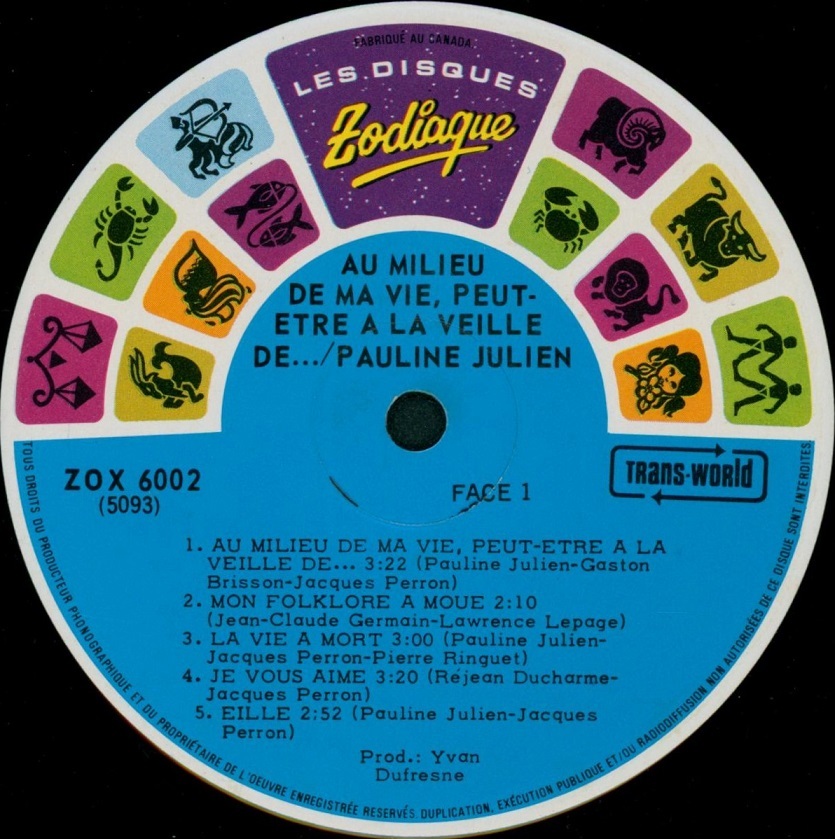 FABRIQUÉ AU CANADA
LES DISQUES
Zodiaque
AU MILIEU
DE MA VIE, PEUT-
ETRE A LA VEILLE
DE.../PAULINE JULIEN
ZOX 6002
(5093)
FACE 1
TRANS-WORLD
1. AU MILIEU DE MA VIE, PEUT-ETRE A LA
VEILLE DE... 3:22 (Pauline Julien-Gaston
Brisson-Jacques Perron)
2. MON FOLKLORE A MOUE 2:10
(Jean-Claude Germain-Lawrence Lepage)
3. LA VIE A MORT 3:00 (Pauline Julien-
Jacques Perron-Pierre Ringuet)
4. JE VOUS AIME 3:20 (Réjean Ducharme-
Jacques Perron)
5. EILLE 2:52 (Pauline Julien-Jacques
Perron)
Prod.: Yvan
Dufresne
TOUS DROITS DU PRODUCTEUR PHONOGRAPHIQUE ET DU PROPRIÉTAIRE DE L'OEUVRE ENREGISTRÉE RESERVÉS. DUPLICATION, EXÉCUTION PUBLIQUE ET/OU RADIODIFFUSION NON AUTORISÉES DE CE DISQUE SONT INTERDITES